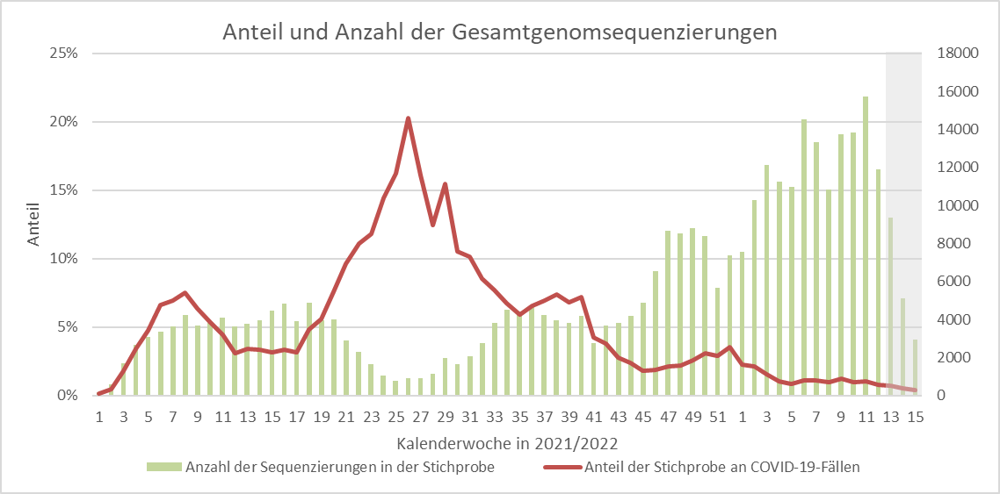 Anteil und Anzahl der Gesamtgenomsequenzierungen
25%
20%
15%
10%
5%
0%
Anteil
18000
16000
14000
12000
10000
8000
6000
4000
2000
0
1 3 5 7 9 11 13 15 17 19 21 23 25 27 29 31 33 35 37 39 41 43 45 47 49 51 1 3 5 7 9 11 13 15
Kalenderwoche in 2021/2022
Anzahl der Sequenzierungen in der Stichprobe
Anteil der Stichprobe an COVID-19-Fällen